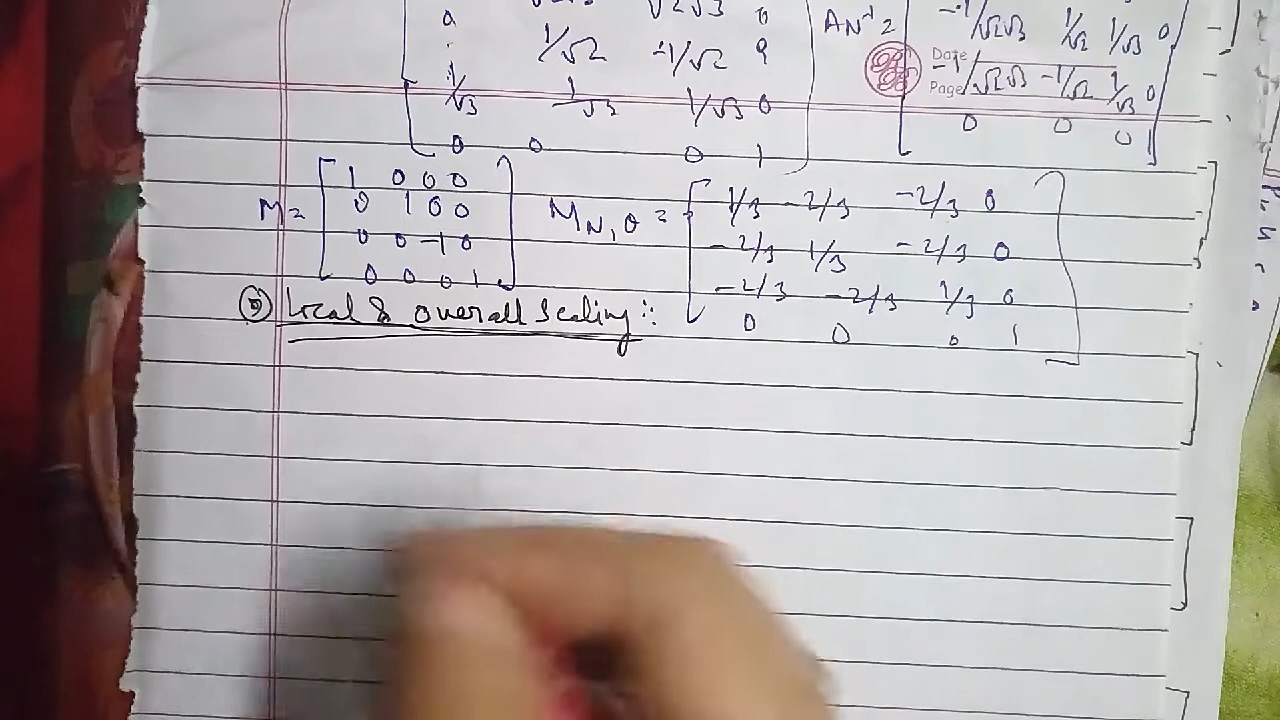 0 1/√2 -1/√2 0
AN⁻¹ = -1/√2√3 1/√2 1/√3 0
Date
Page
1/√3 1/√3 1/√3 0
-1/√2√3 -1/√2 1/√3 0
0 0 0 1
0 0 0
M = 1 0 0 0
0 1 0 0
0 0 -1 0
0 0 0 1
M N, O = 1/3 -2/3 -2/3 0
-2/3 1/3 -2/3 0
-2/3 -2/3 1/3 0
0 0 0 1
Local & overall Scaling :-